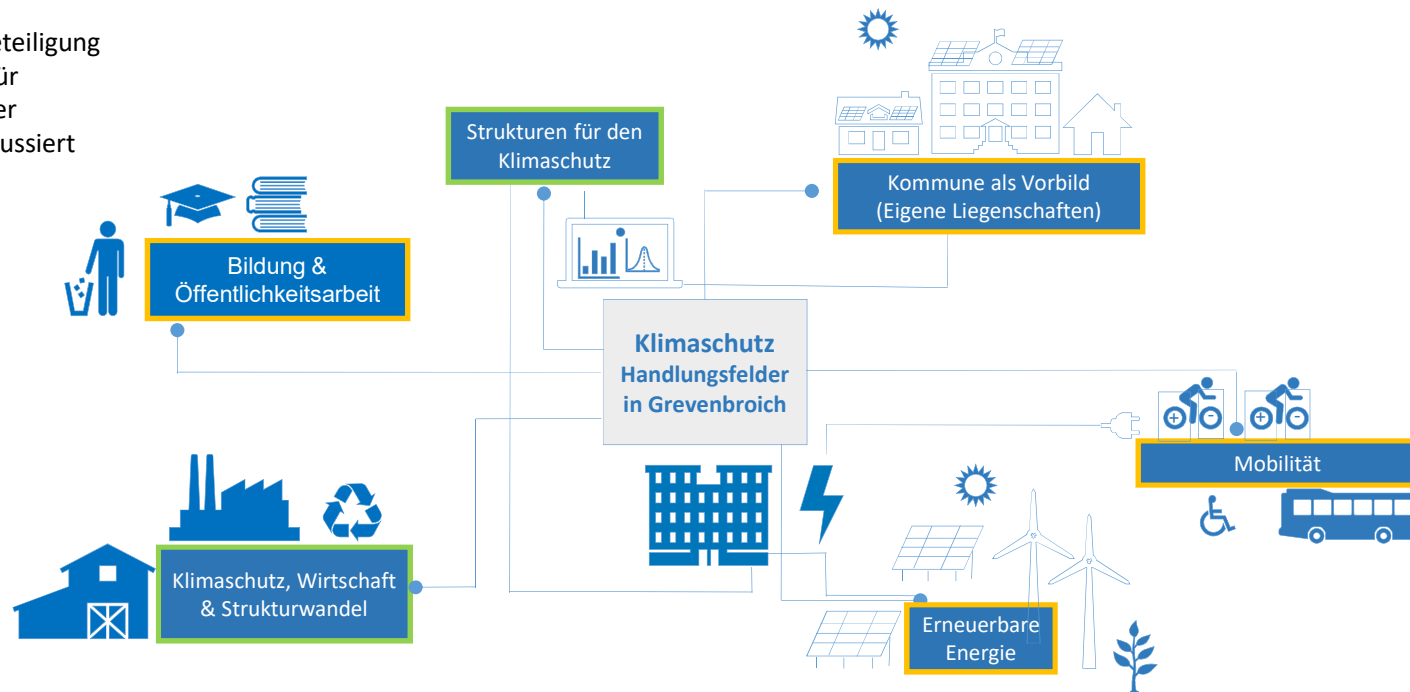 Strukturen für den
Klimaschutz
Kommune als Vorbild
(Eigene Liegenschaften)
Bildung &
Öffentlichkeitsarbeit
Klimaschutz
Handlungsfelder
in Grevenbroich
Mobilität
Klimaschutz, Wirtschaft
& Strukturwandel
Erneuerbare
Energie